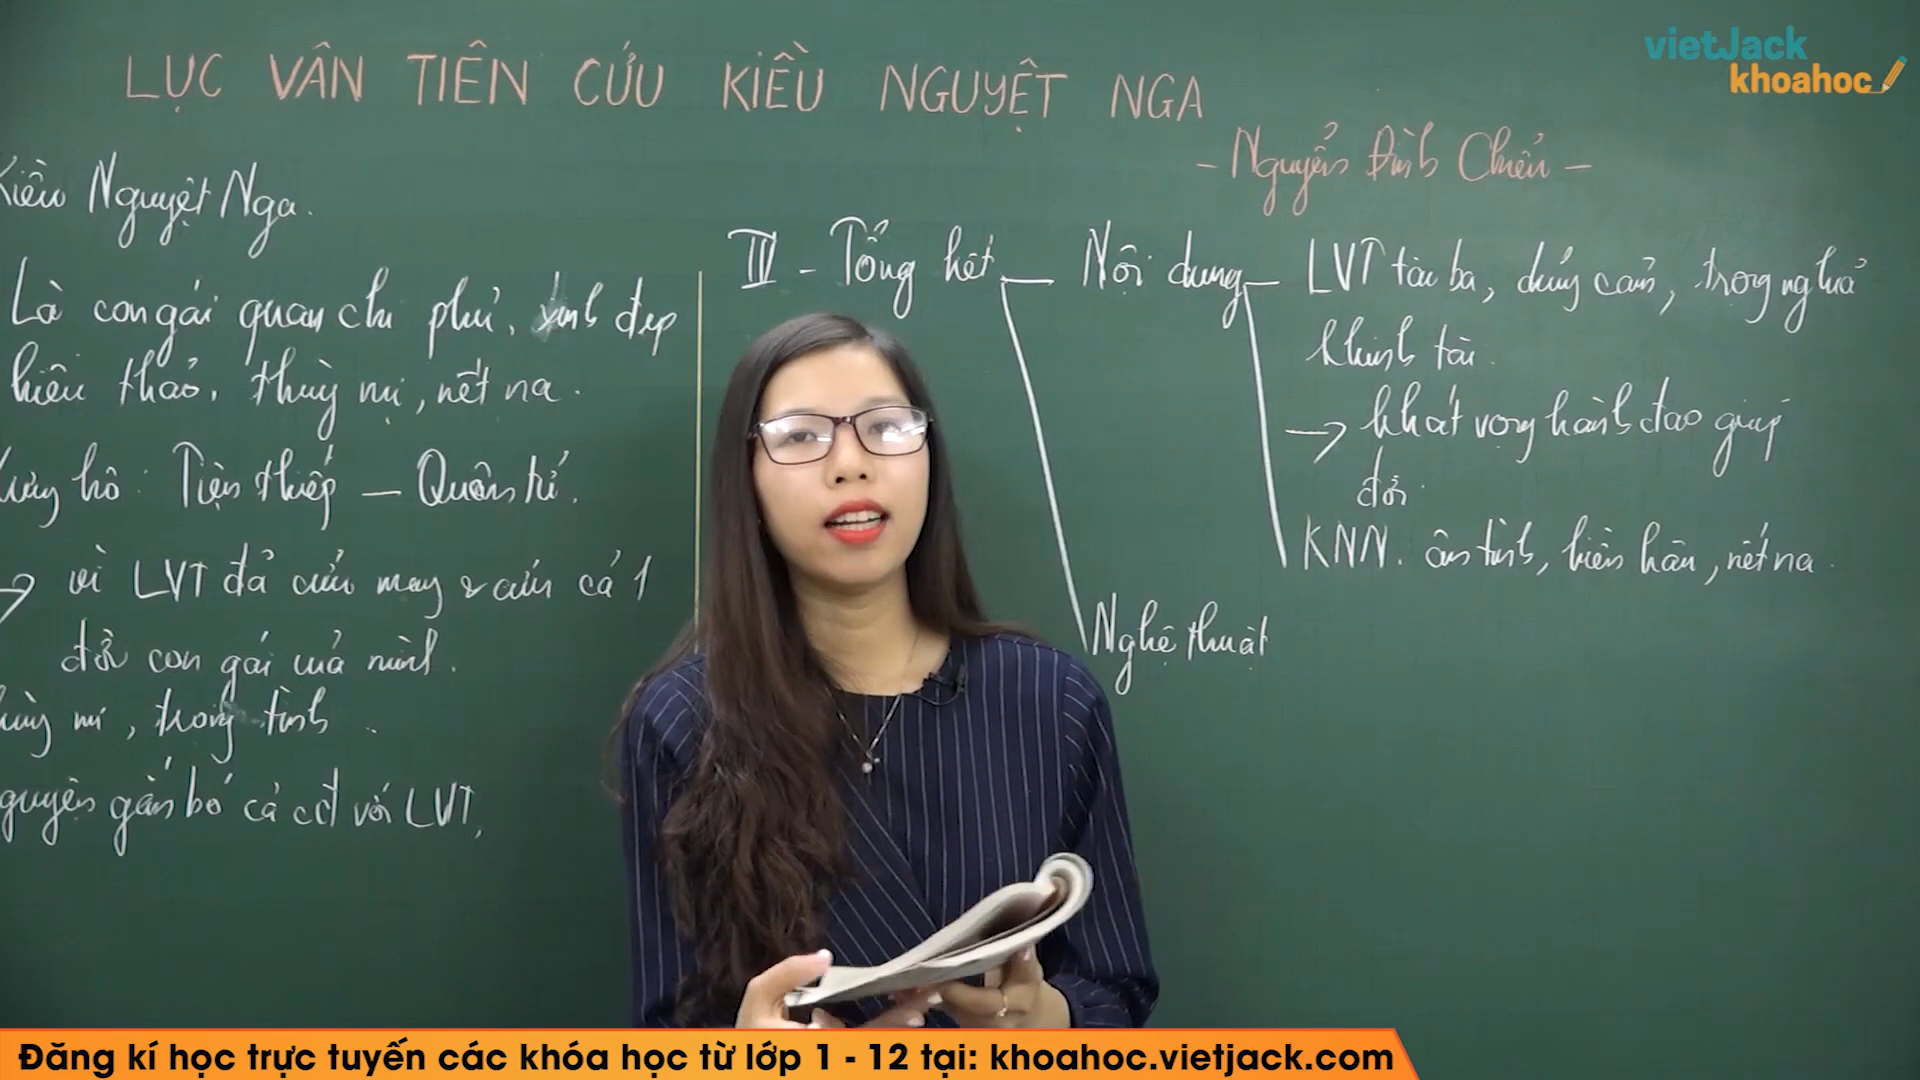 vietJack
khoahoc
LỤC VÂN TIÊN CỨU KIỀU NGUYỆT NGA
- Nguyễn Đình Chiểu -
Kiều Nguyệt Nga.
Là con gái quan tri phủ, xinh đẹp
hiếu thảo, thùy mị, nết na.
hô: Tiện thiếp - Quân tử.
→ vì LVT đã cứu mạng & cứu cả 1
đời con gái của mình.
mị, trọng tình.
nguyện gắn bó cả cđ với LVT.
III - Tổng kết
Nội dung
LVT tài ba, dũng cảm, trọng nghĩa
khinh tài.
→ khát vọng hành đạo giúp
đời.
KNN: ân tình, hiền hậu, nết na.
Nghệ thuật
Đăng kí học trực tuyến các khóa học từ lớp 1 - 12 tại: khoahoc.vietjack.com